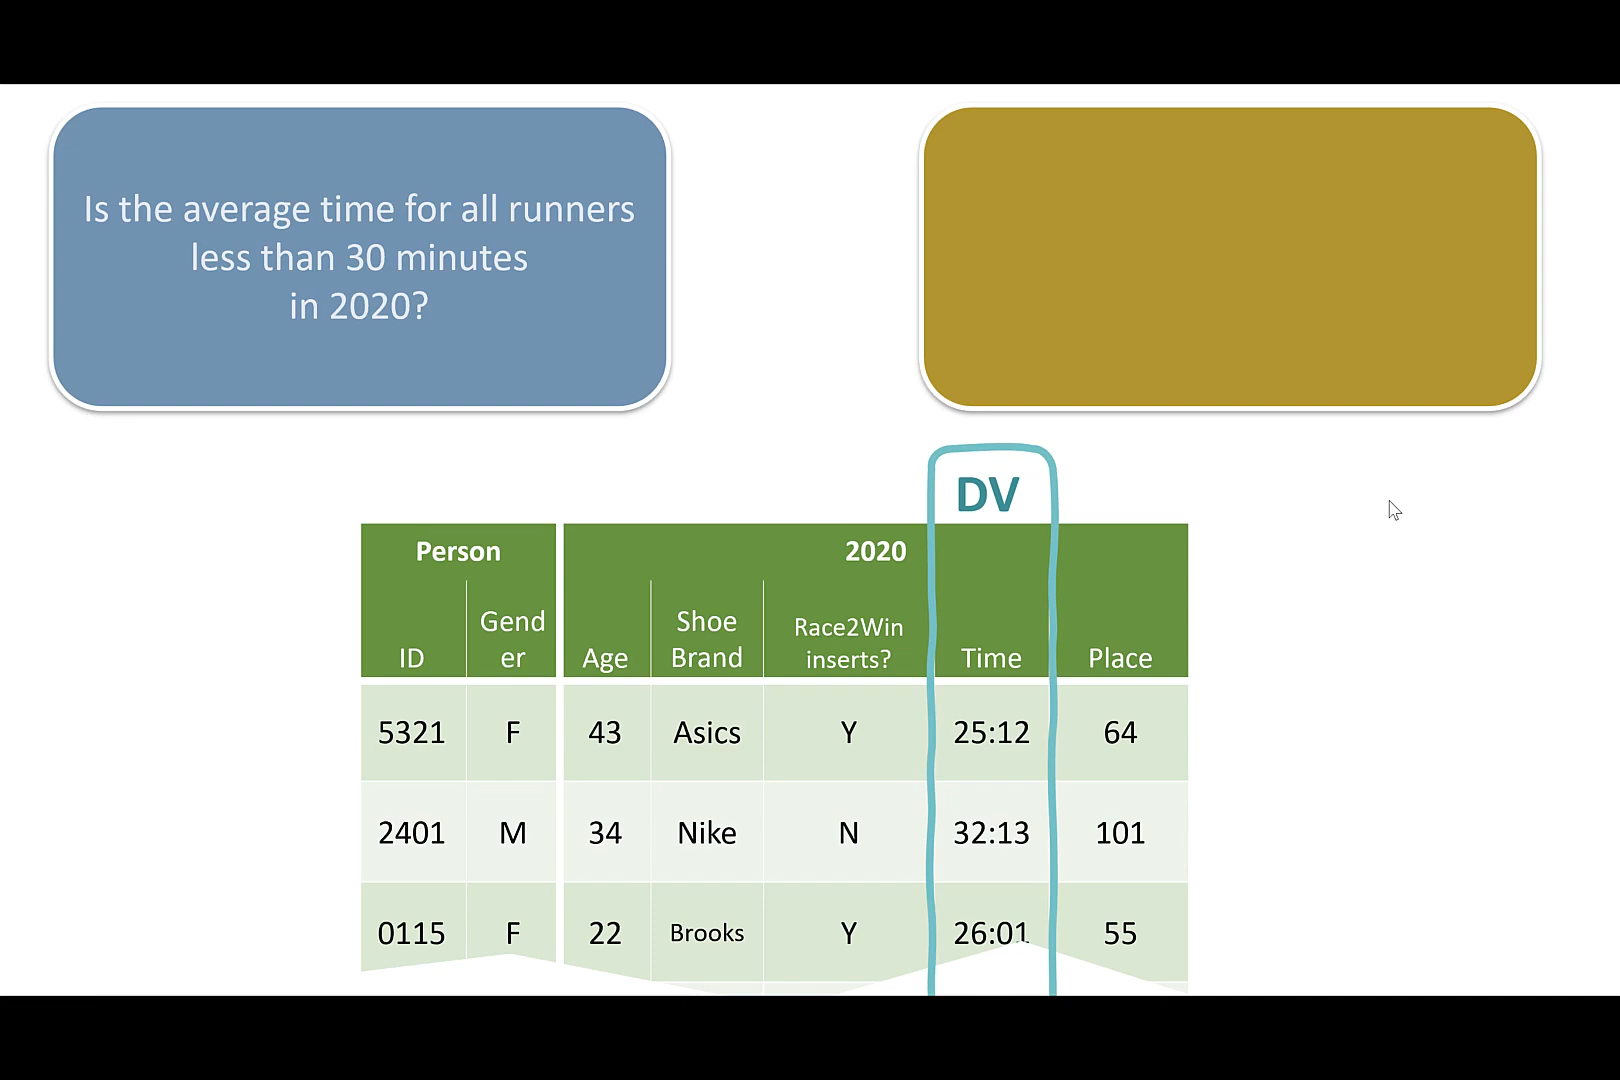 Is the average time for all runners
less than 30 minutes
in 2020?
DV
Person 2020
ID Gend
er Age Shoe
Brand Race2Win
inserts? Time Place
5321 F 43 Asics Y 25:12 64
2401 M 34 Nike N 32:13 101
0115 F 22 Brooks Y 26:01 55